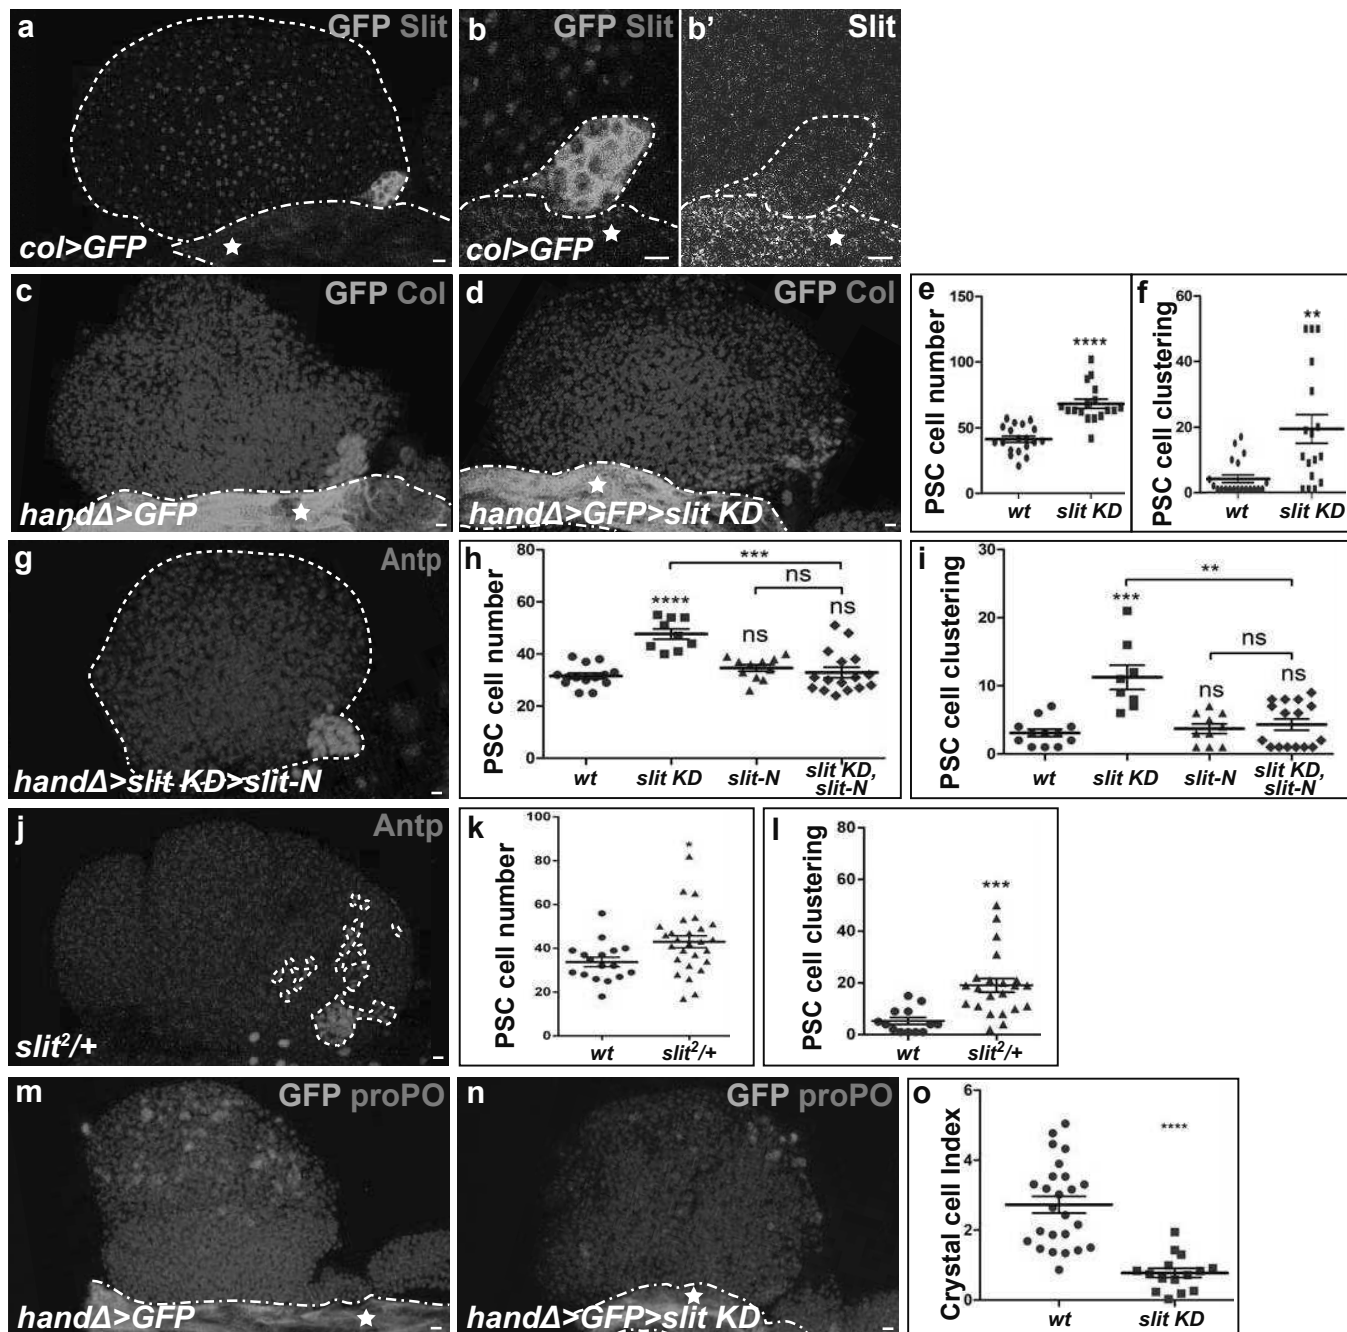 a GFP Slit
col>GFP
b GFP Slit
col>GFP
b' Slit
c GFP Col
handΔ>GFP
d GFP Col
handΔ>GFP>slit KD
e
PSC cell number
150
100
50
0
****
wt slit KD
f
PSC cell clustering
60
40
20
0
**
wt slit KD
g Antp
handΔ>slit KD>slit-N
h
PSC cell number
80
60
40
20
0
***
ns
****
ns
ns
wt slit KD slit-N slit KD, slit-N
i
PSC cell clustering
30
20
10
0
**
***
ns
ns
ns
wt slit KD slit-N slit KD, slit-N
j Antp
slit²/+
k
PSC cell number
100
80
60
40
20
0
*
wt slit²/+
l
PSC cell clustering
80
60
40
20
0
***
wt slit²/+
m GFP proPO
handΔ>GFP
n GFP proPO
handΔ>GFP>slit KD
o
Crystal cell Index
6
4
2
0
****
wt slit KD